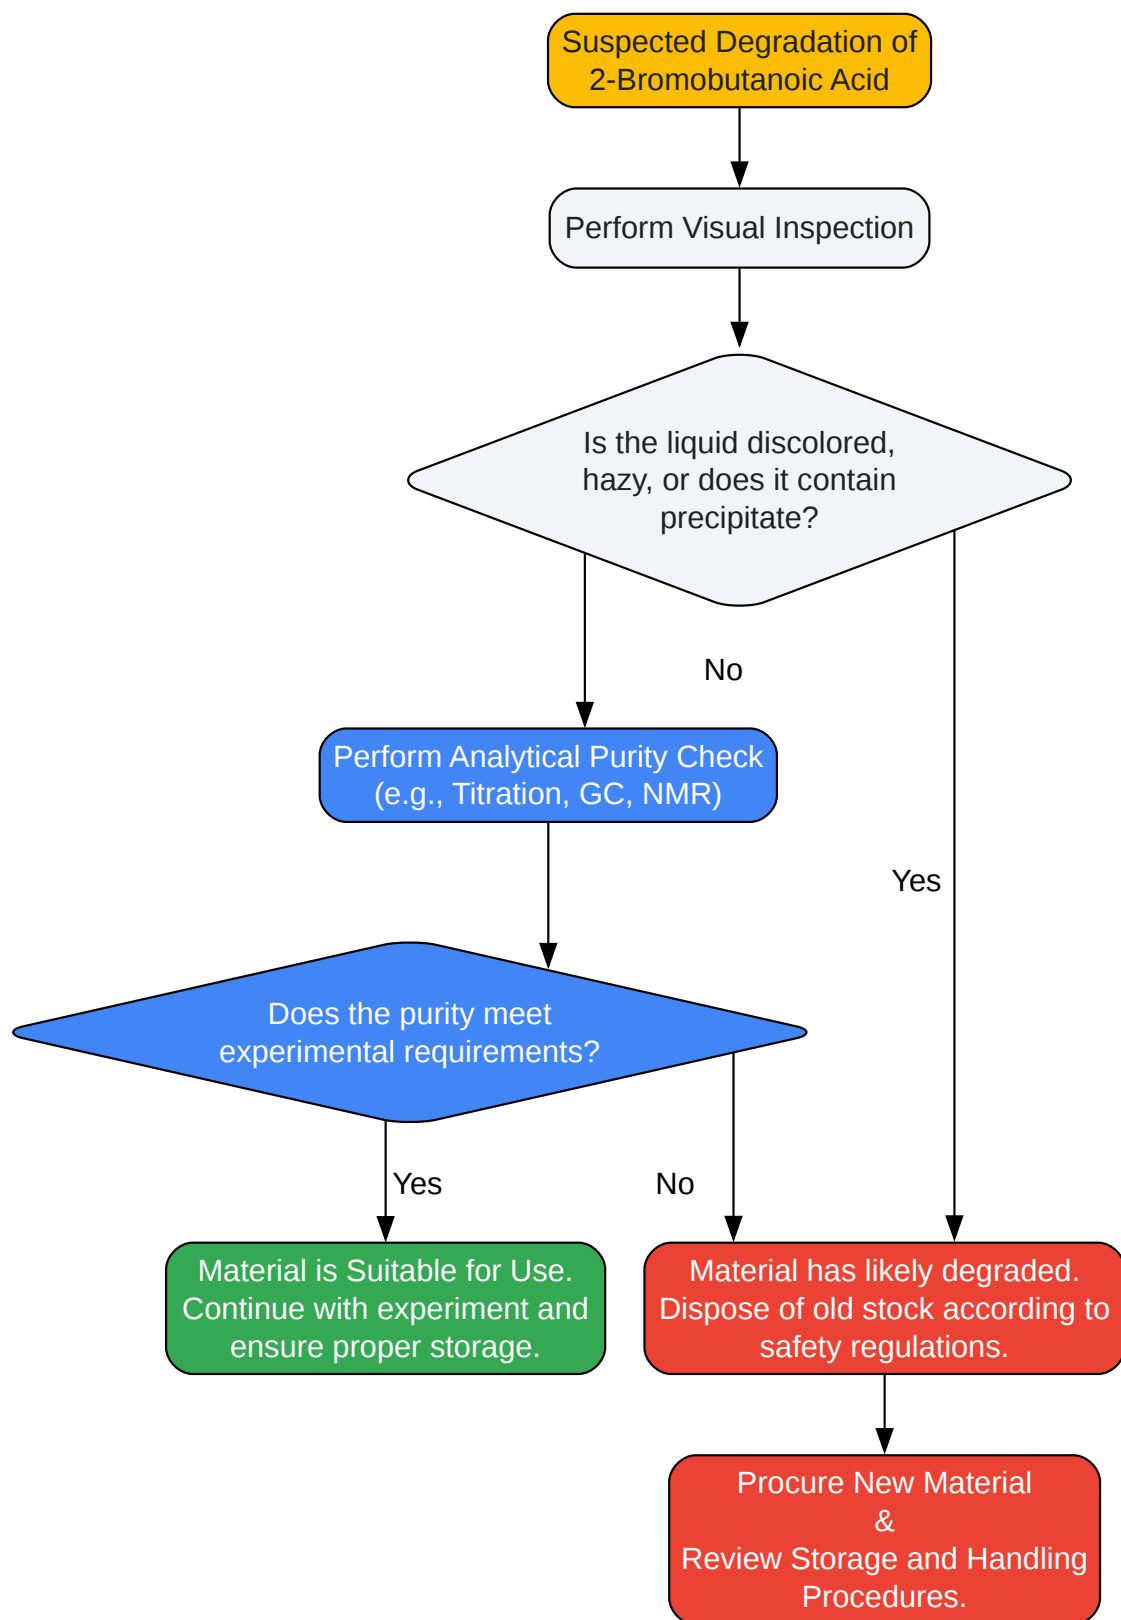 Suspected Degradation of
2-Bromobutanoic Acid
Perform Visual Inspection
Is the liquid discolored,
hazy, or does it contain
precipitate?
No
Perform Analytical Purity Check
(e.g., Titration, GC, NMR)
Yes
Does the purity meet
experimental requirements?
Yes
No
Material is Suitable for Use.
Continue with experiment and
ensure proper storage.
Material has likely degraded.
Dispose of old stock according to
safety regulations.
Procure New Material
&
Review Storage and Handling
Procedures.